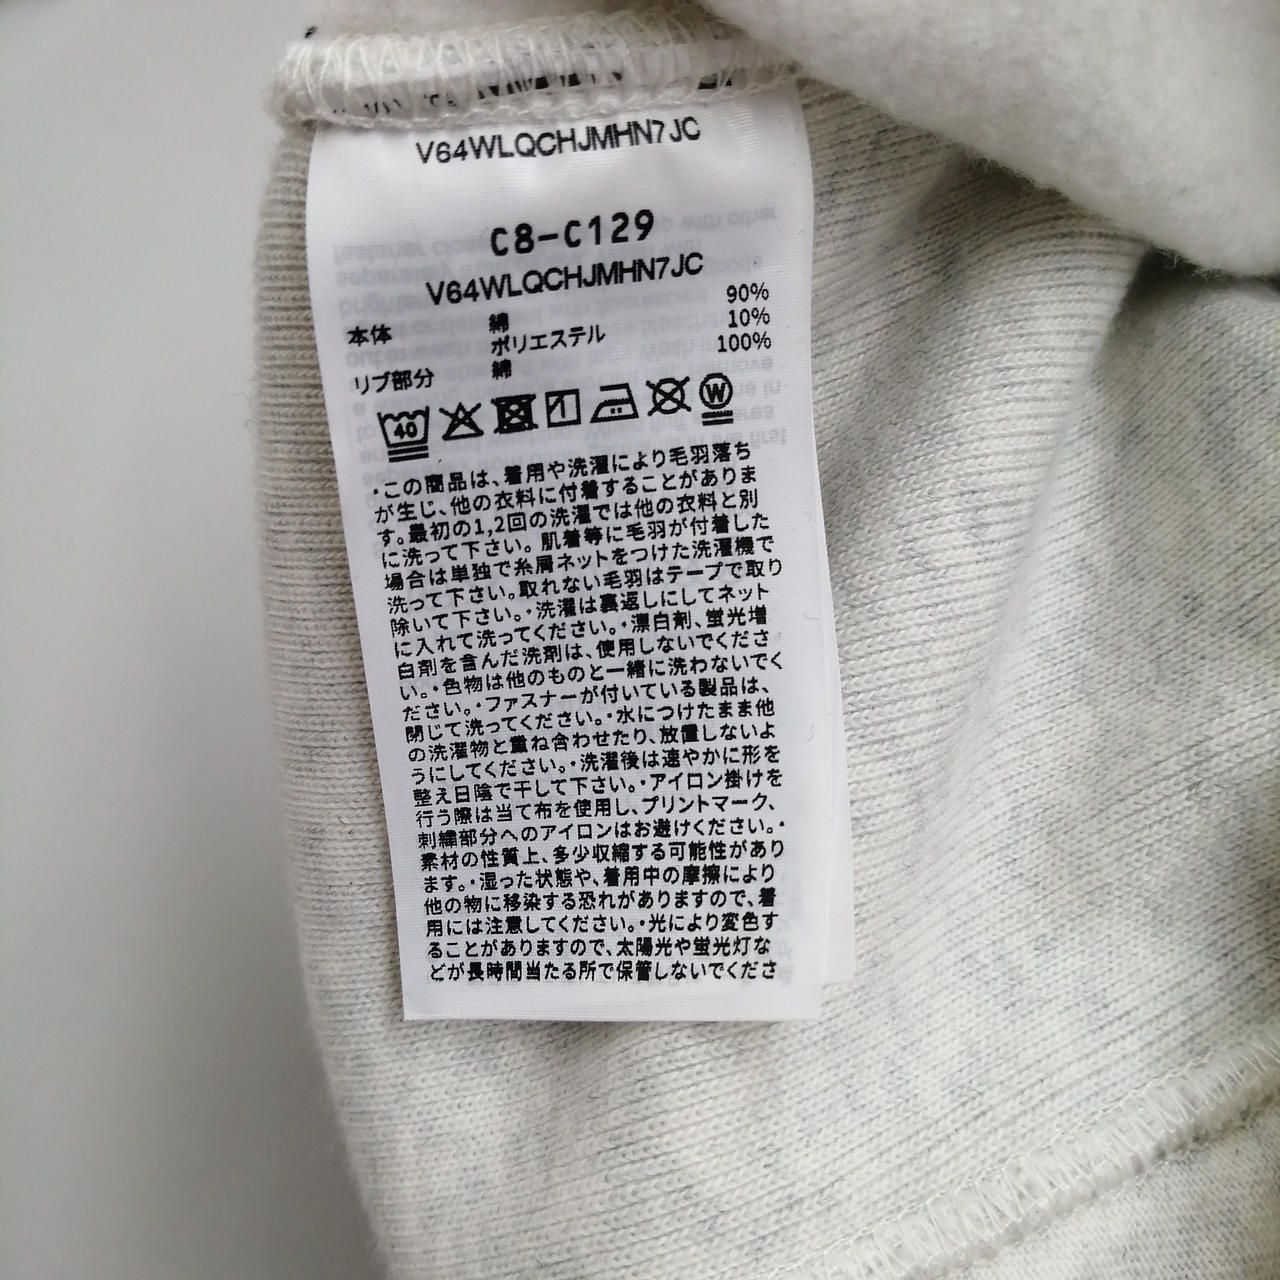 V64WLQCHJMHN7JC
C8-C129
V64WLQCHJMHN7JC
本体 綿 90%
ポリエステル 10%
リブ部分 綿 100%
40 W
・この商品は、着用や洗濯により毛羽落ち
が生じ、他の衣料に付着することがありま
す。最初の1,2回の洗濯では他の衣料と別
に洗って下さい。肌着等に毛羽が付着した
場合は単独で糸屑ネットをつけた洗濯機で
洗って下さい。取れない毛羽はテープで取り
除いて下さい。・洗濯は裏返しにしてネット
に入れて洗ってください。・漂白剤、蛍光増
白剤を含んだ洗剤は、使用しないでくださ
い。・色物は他のものと一緒に洗わないでく
ださい。・ファスナーが付いている製品は、
閉じて洗ってください。・水につけたまま他
の洗濯物と重ね合わせたり、放置しないよ
うにしてください。・洗濯後は速やかに形を
整え日陰で干して下さい。・アイロン掛けを
行う際は当て布を使用し、プリントマーク、
刺繍部分へのアイロンはお避けください。・
素材の性質上、多少収縮する可能性があり
ます。・湿った状態や、着用中の摩擦により
他の物に移染する恐れがありますので、着
用には注意してください。・光により変色す
ることがありますので、太陽光や蛍光灯な
どが長時間当たる所で保管しないでくださ